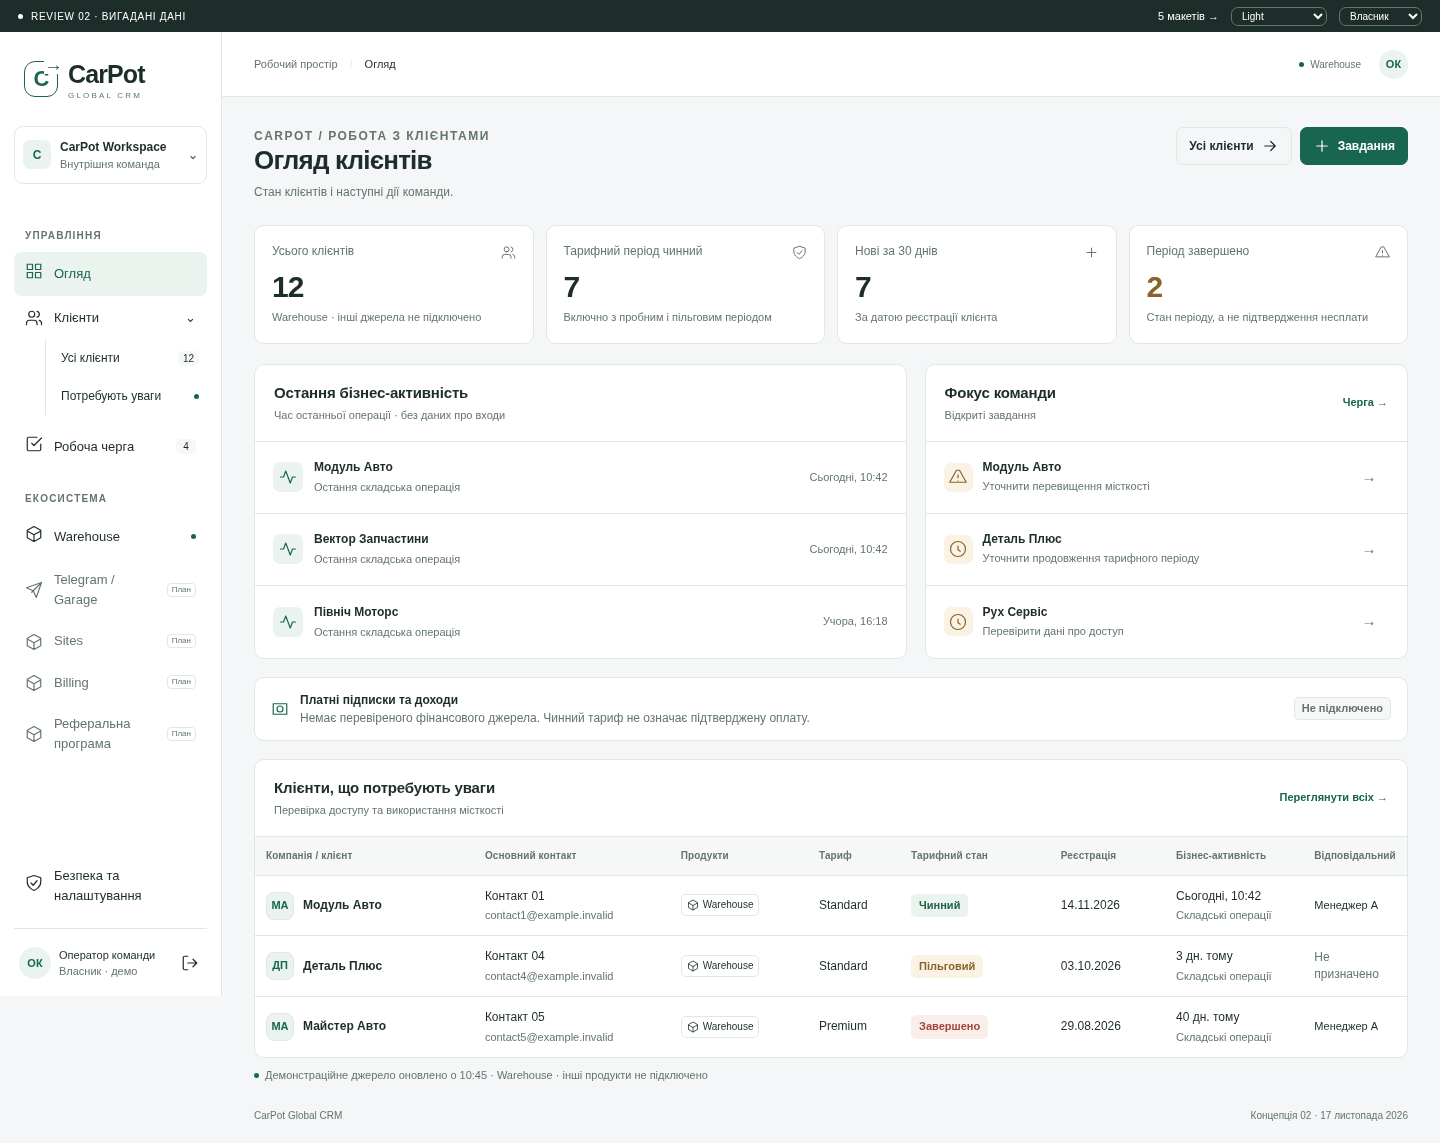 REVIEW 02 · ВИГАДАНІ ДАНІ
5 макетів →
Light
Власник
CarPot
GLOBAL CRM
C
CarPot Workspace
Внутрішня команда
УПРАВЛІННЯ
Огляд
Клієнти
Усі клієнти 12
Потребують уваги
Робоча черга 4
ЕКОСИСТЕМА
Warehouse
Telegram /
Garage
План
Sites План
Billing План
Реферальна
програма
План
Безпека та
налаштування
ОК
Оператор команди
Власник · демо
Робочий простір / Огляд
Warehouse
ОК
CARPOT / РОБОТА З КЛІЄНТАМИ
Огляд клієнтів
Стан клієнтів і наступні дії команди.
Усі клієнти
Завдання
Усього клієнтів
12
Warehouse · інші джерела не підключено
Тарифний період чинний
7
Включно з пробним і пільговим періодом
Нові за 30 днів
7
За датою реєстрації клієнта
Період завершено
2
Стан періоду, а не підтвердження несплати
Остання бізнес-активність
Час останньої операції · без даних про входи
Модуль Авто
Остання складська операція
Сьогодні, 10:42
Вектор Запчастини
Остання складська операція
Сьогодні, 10:42
Північ Моторс
Остання складська операція
Учора, 16:18
Фокус команди
Відкриті завдання
Черга →
Модуль Авто
Уточнити перевищення місткості
→
Деталь Плюс
Уточнити продовження тарифного періоду
→
Рух Сервіс
Перевірити дані про доступ
→
Платні підписки та доходи
Немає перевіреного фінансового джерела. Чинний тариф не означає підтверджену оплату.
Не підключено
Клієнти, що потребують уваги
Перевірка доступу та використання місткості
Переглянути всіх →
Компанія / клієнт Основний контакт Продукти Тариф Тарифний стан Реєстрація Бізнес-активність Відповідальний
МА Модуль Авто
Контакт 01
contact1@example.invalid
Warehouse
Standard
Чинний
14.11.2026
Сьогодні, 10:42
Складські операції
Менеджер А
ДП Деталь Плюс
Контакт 04
contact4@example.invalid
Warehouse
Standard
Пільговий
03.10.2026
3 дн. тому
Складські операції
Не
призначено
МА Майстер Авто
Контакт 05
contact5@example.invalid
Warehouse
Premium
Завершено
29.08.2026
40 дн. тому
Складські операції
Менеджер А
Демонстраційне джерело оновлено о 10:45 · Warehouse · інші продукти не підключено
CarPot Global CRM
Концепція 02 · 17 листопада 2026